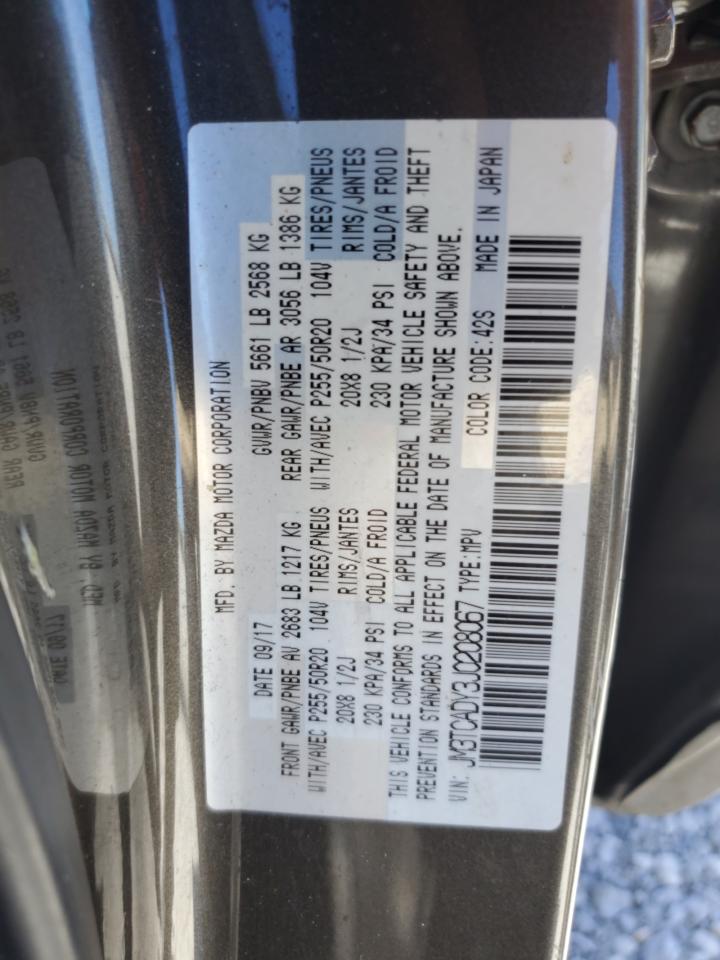 MFD. BY MAZDA MOTOR CORPORATION
DATE 09/17 GVWR/PNBV 5661 LB 2568 KG
FRONT GAWR/PNBE AV 2683 LB 1217 KG REAR GAWR/PNBE AR 3056 LB 1386 KG
WITH/AVEC P255/50R20 104V TIRES/PNEUS WITH/AVEC P255/50R20 104V TIRES/PNEUS
20X8 1/2J RIMS/JANTES 20X8 1/2J RIMS/JANTES
230 KPA/34 PSI COLD/A FROID 230 KPA/34 PSI COLD/A FROID
THIS VEHICLE CONFORMS TO ALL APPLICABLE FEDERAL MOTOR VEHICLE SAFETY AND THEFT
PREVENTION STANDARDS IN EFFECT ON THE DATE OF MANUFACTURE SHOWN ABOVE.
VIN: JM3TCADY3J0208067 TYPE:MPV COLOR CODE:42S MADE IN JAPAN